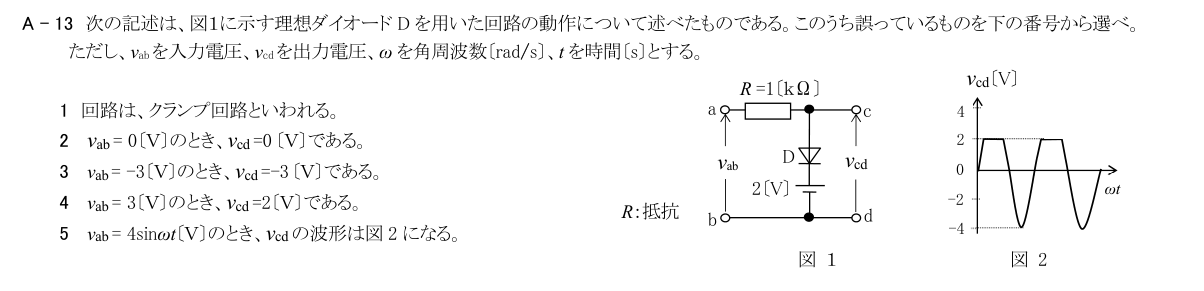 A - 13 次の記述は、図1に示す理想ダイオード D を用いた回路の動作について述べたものである。このうち誤っているものを下の番号から選べ。
ただし、vabを入力電圧、vcdを出力電圧、ωを角周波数〔rad/s〕、tを時間〔s〕とする。
1 回路は、クランプ回路といわれる。
2 vab= 0〔V〕のとき、vcd=0〔V〕である。
3 vab= -3〔V〕のとき、vcd=-3〔V〕である。
4 vab= 3〔V〕のとき、vcd=2〔V〕である。
5 vab= 4sinωt〔V〕のとき、vcdの波形は図2になる。
R =1〔kΩ〕
a
c
vab
D
vcd
2〔V〕
R:抵抗
b
d
図 1
vcd〔V〕
4
2
0
-2
-4
ωt
図 2